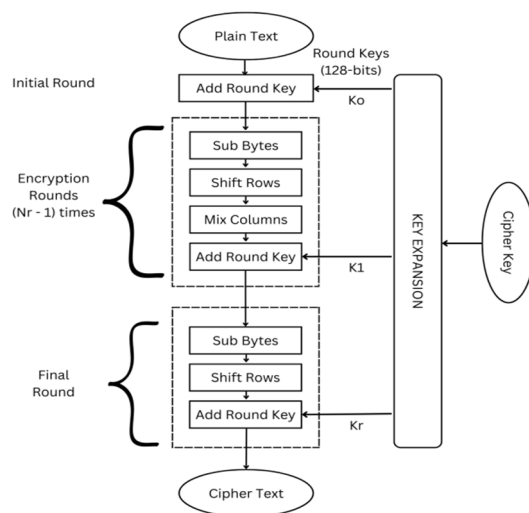 Plain Text
Round Keys
(128-bits)
Initial Round
Add Round Key
Ko
Sub Bytes
Shift Rows
Encryption
Rounds
(Nr - 1) times
Mix Columns
Add Round Key
K1
KEY EXPANSION
Cipher Key
Sub Bytes
Final
Round
Shift Rows
Add Round Key
Kr
Cipher Text